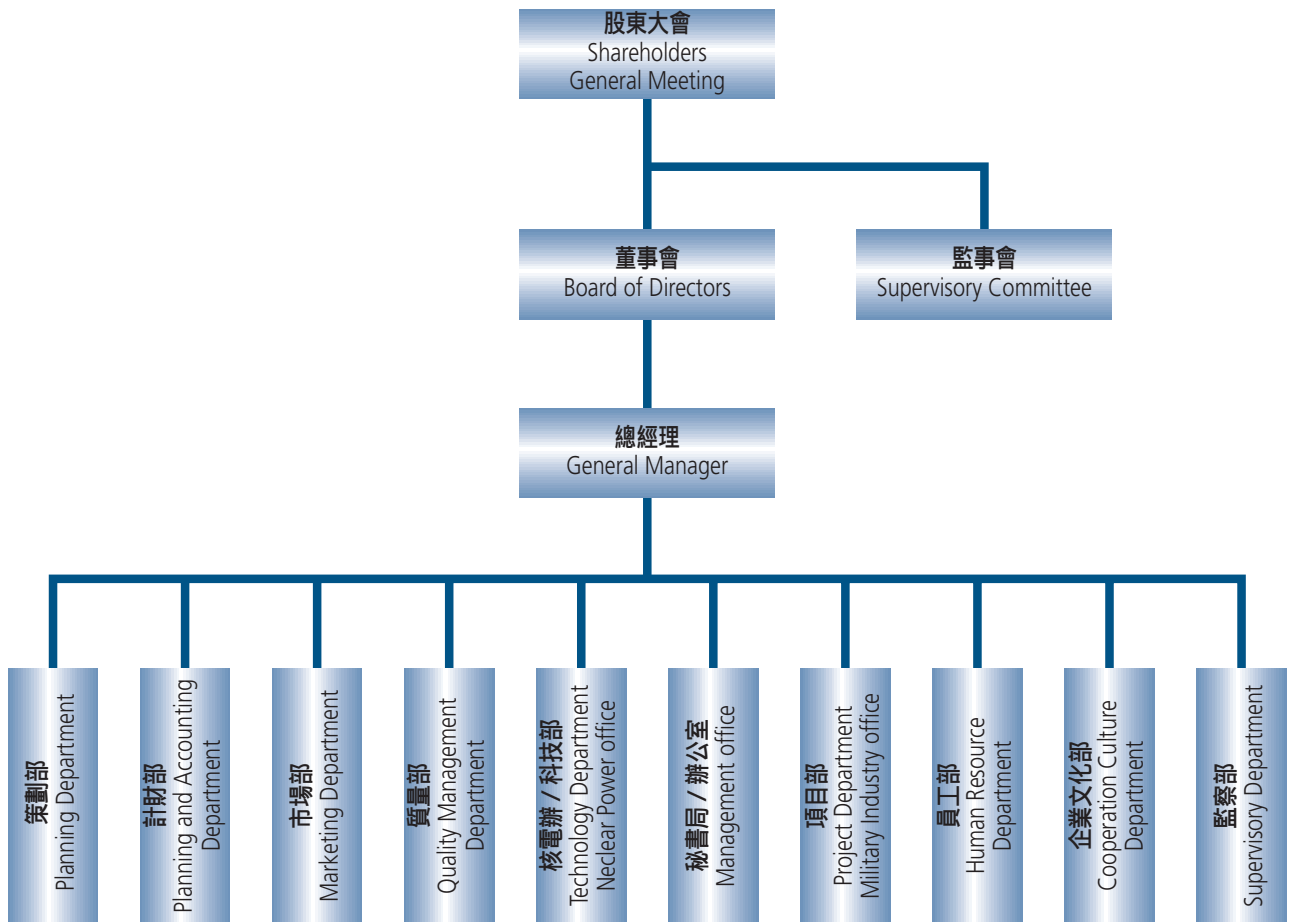 股東大會
Shareholders
General Meeting
董事會
Board of Directors
監事會
Supervisory Committee
總經理
General Manager
策劃部
Planning Department
計財部
Planning and Accounting
Department
市場部
Marketing Department
質量部
Quality Management
Department
核電辦 / 科技部
Technology Department
Neclear Power office
秘書局 / 辦公室
Management office
項目部
Project Department
Military Industry office
員工部
Human Resource
Department
企業文化部
Cooperation Culture
Department
監察部
Supervisory Department